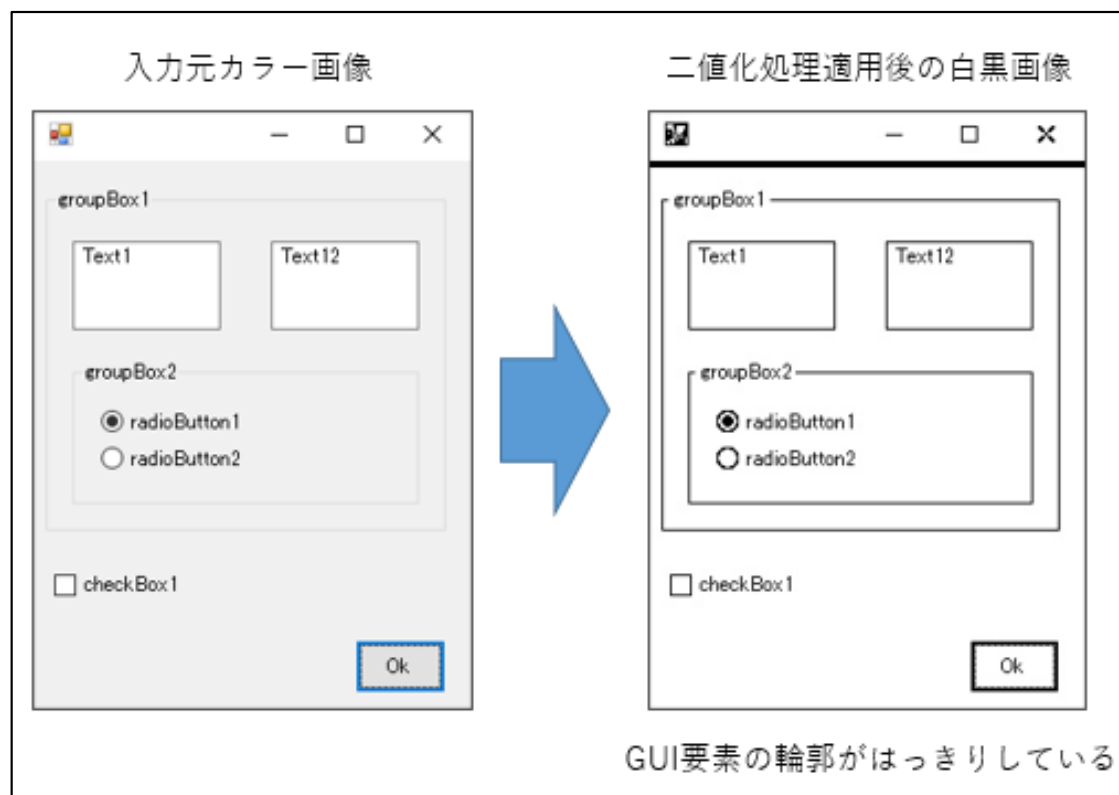 入力元カラー画像
groupBox1
Text1
Text12
groupBox2
radioButton1
radioButton2
checkBox1
Ok
二値化処理適用後の白黒画像
groupBox1
Text1
Text12
groupBox2
radioButton1
radioButton2
checkBox1
Ok
GUI要素の輪郭がはっきりしている